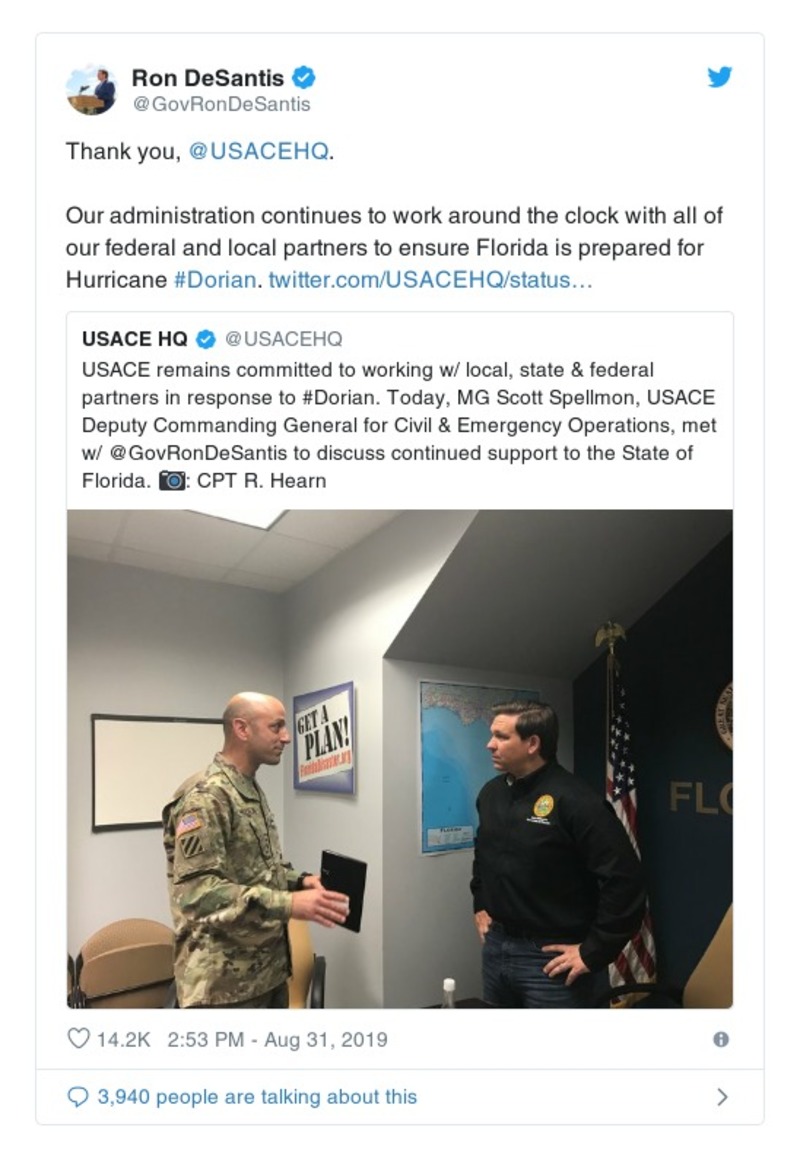 Ron DeSantis
@GovRonDeSantis
Thank you, @USACEHQ.
Our administration continues to work around the clock with all of
our federal and local partners to ensure Florida is prepared for
Hurricane #Dorian. twitter.com/USACEHQ/status…
USACE HQ @USACEHQ
USACE remains committed to working w/ local, state & federal
partners in response to #Dorian. Today, MG Scott Spellmon, USACE
Deputy Commanding General for Civil & Emergency Operations, met
w/ @GovRonDeSantis to discuss continued support to the State of
Florida. 📷: CPT R. Hearn
GET A
PLAN!
FloridaDisaster.org
FLORIDA
FLO
14.2K 2:53 PM - Aug 31, 2019
3,940 people are talking about this